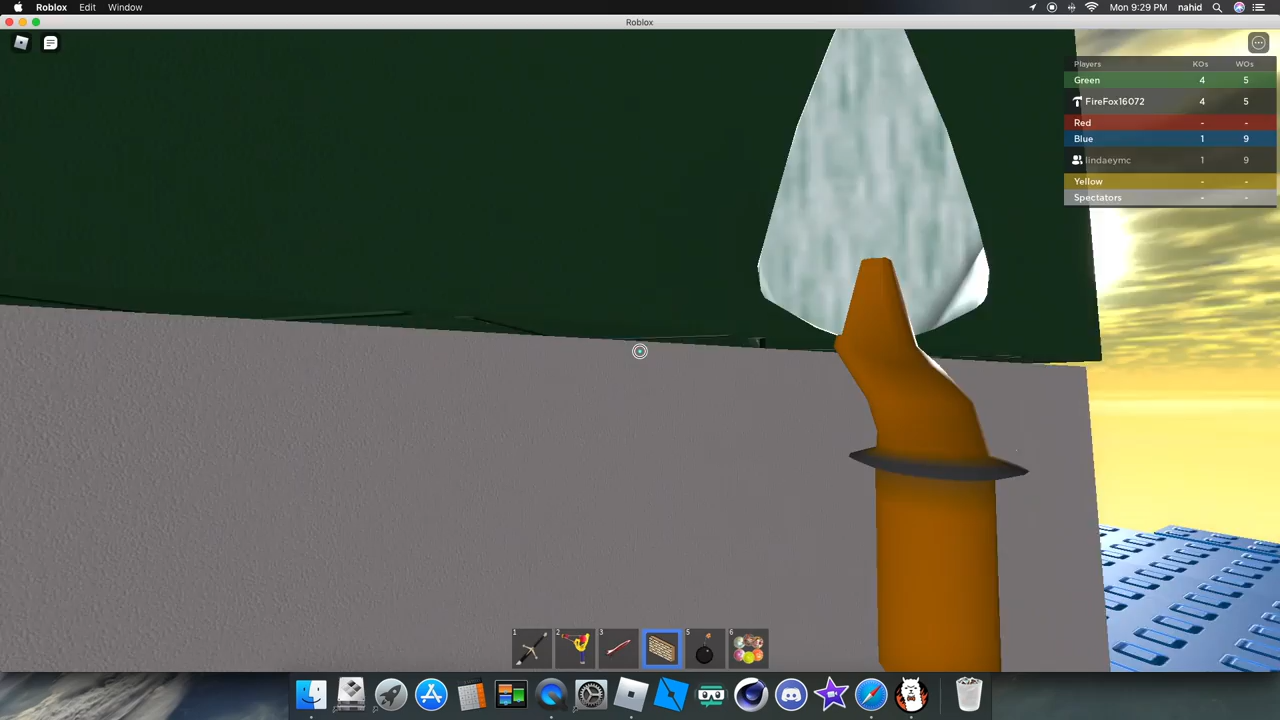 Roblox Edit Window Mon 9:29 PM nahid
Roblox
Players KOs WOs
Green 4 5
FireFox16072 4 5
Red - -
Blue 1 9
lindaeymc 1 9
Yellow - -
Spectators - -
1 2 3 5 6